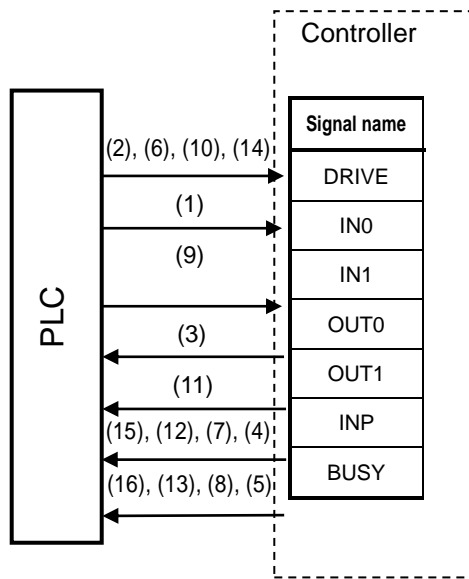 Controller
PLC
(2), (6), (10), (14)
(1)
(9)
(3)
(11)
(15), (12), (7), (4)
(16), (13), (8), (5)
Signal name
DRIVE
IN0
IN1
OUT0
OUT1
INP
BUSY